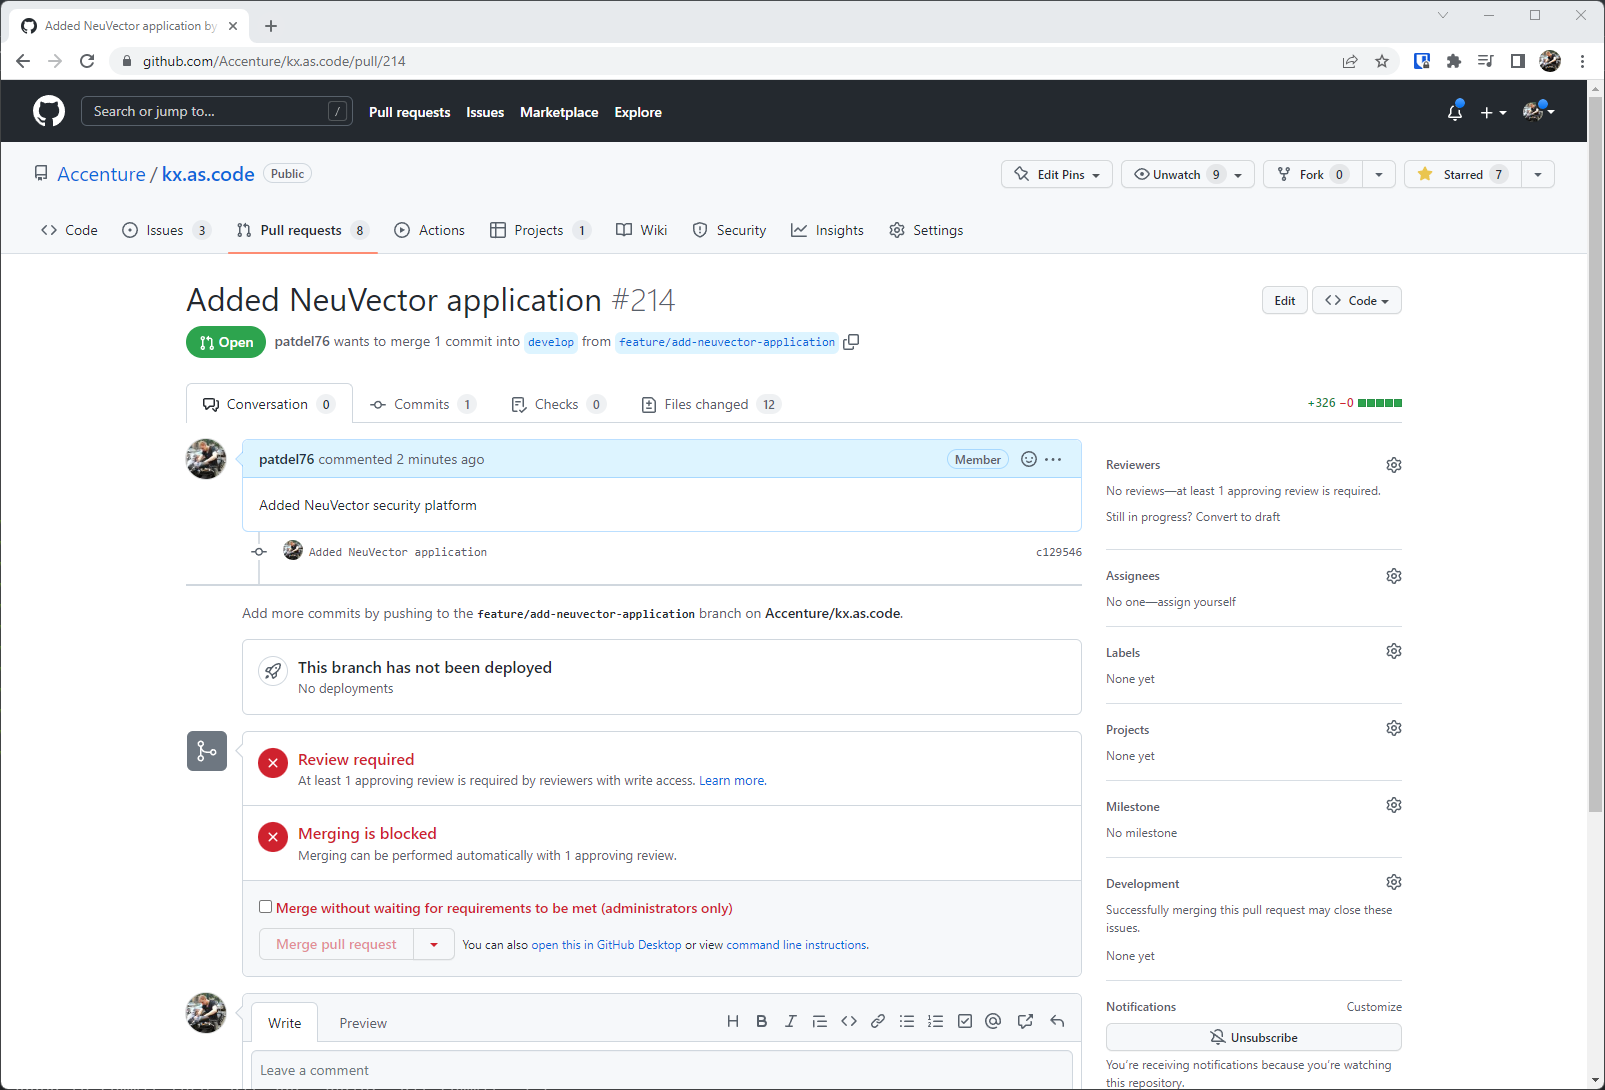 Added NeuVector application by
github.com/Accenture/kx.as.code/pull/214
Search or jump to... /
Pull requests Issues Marketplace Explore
Accenture / kx.as.code Public
Edit Pins Unwatch 9 Fork 0 Starred 7
Code Issues 3 Pull requests 8 Actions Projects 1 Wiki Security Insights Settings
Added NeuVector application #214
Edit <> Code
Open patdel76 wants to merge 1 commit into develop from feature/add-neuvector-application
Conversation 0 Commits 1 Checks 0 Files changed 12
+326 −0
patdel76 commented 2 minutes ago Member
Added NeuVector security platform
Added NeuVector application c129546
Add more commits by pushing to the feature/add-neuvector-application branch on Accenture/kx.as.code.
This branch has not been deployed
No deployments
Review required
At least 1 approving review is required by reviewers with write access. Learn more.
Merging is blocked
Merging can be performed automatically with 1 approving review.
Merge without waiting for requirements to be met (administrators only)
Merge pull request You can also open this in GitHub Desktop or view command line instructions.
Write Preview
Leave a comment
Reviewers
No reviews—at least 1 approving review is required.
Still in progress? Convert to draft
Assignees
No one—assign yourself
Labels
None yet
Projects
None yet
Milestone
No milestone
Development
Successfully merging this pull request may close these
issues.
None yet
Notifications Customize
Unsubscribe
You're receiving notifications because you're watching
this repository.